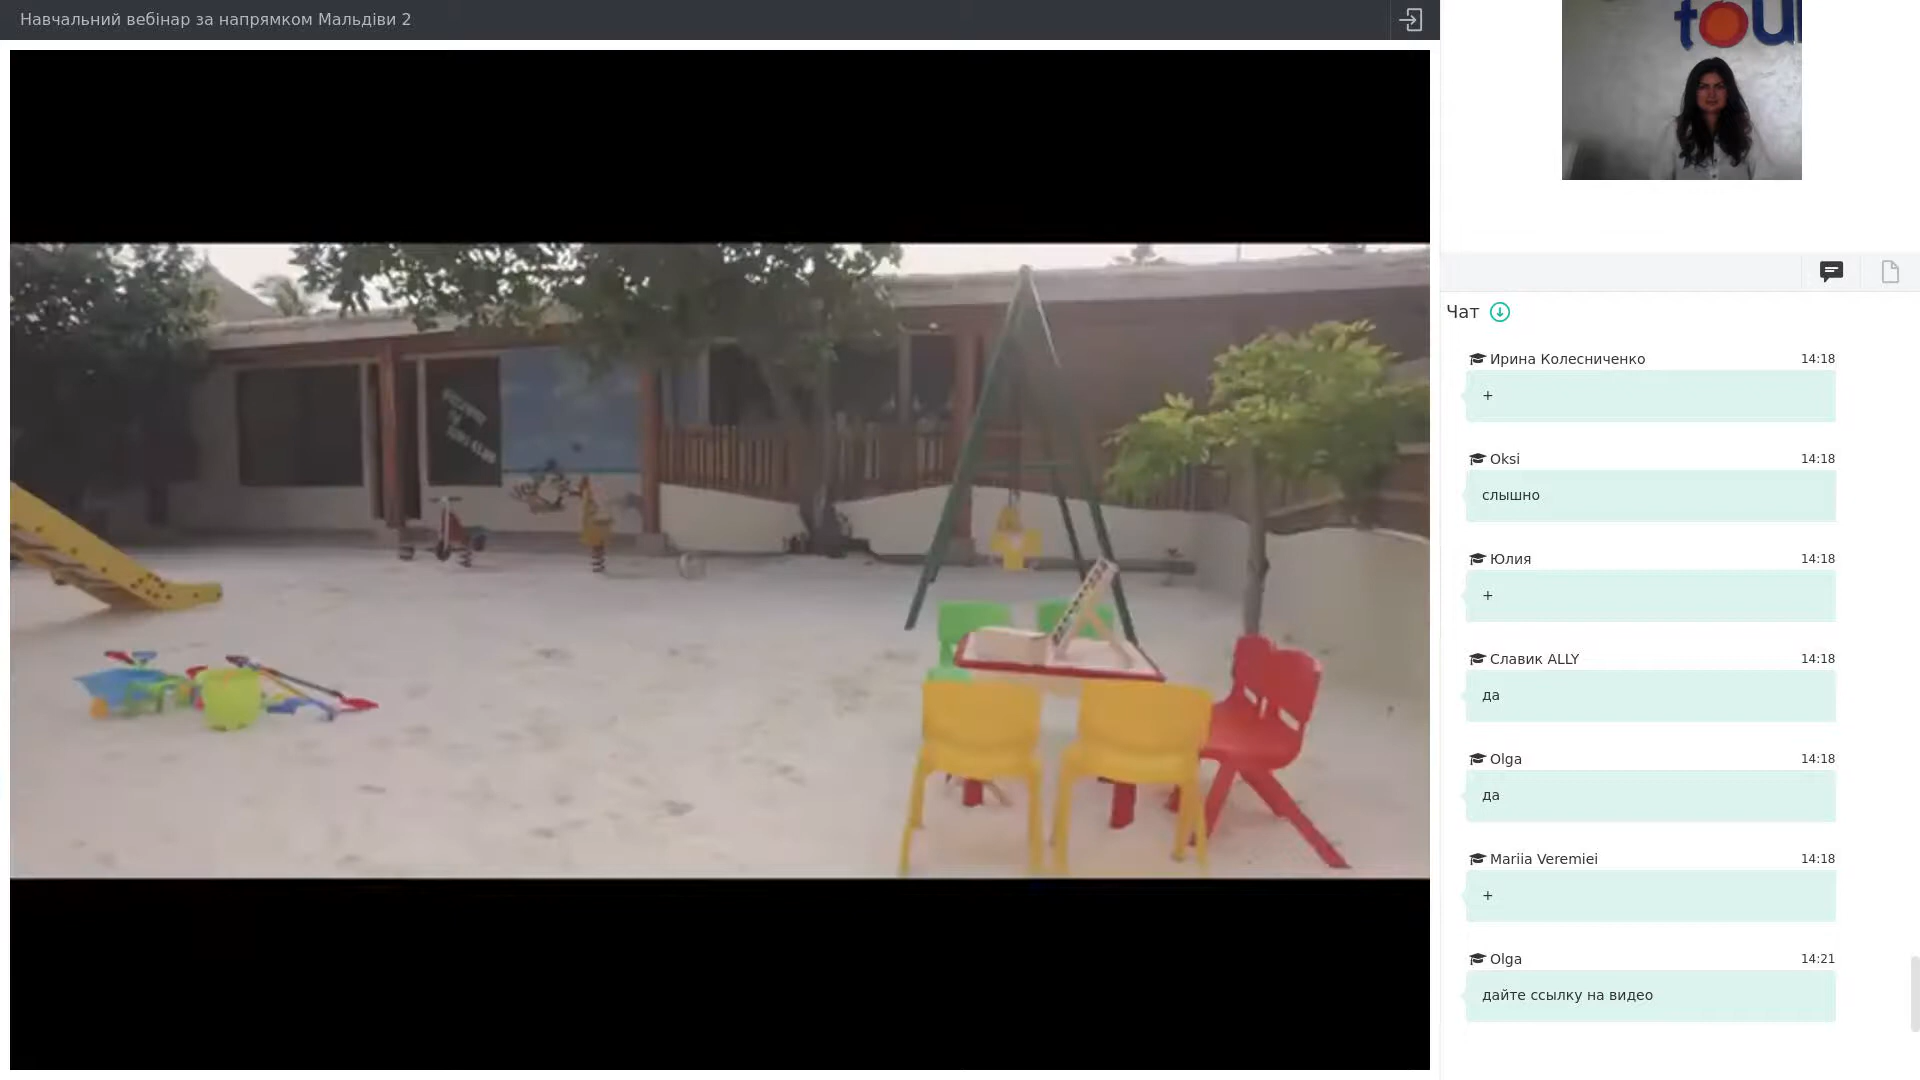 Навчальний вебінар за напрямком Мальдіви 2
tou
Чат
Ирина Колесниченко 14:18
+
Oksi 14:18
слышно
Юлия 14:18
+
Славик ALLY 14:18
да
Olga 14:18
да
Mariia Veremiei 14:18
+
Olga 14:21
дайте ссылку на видео